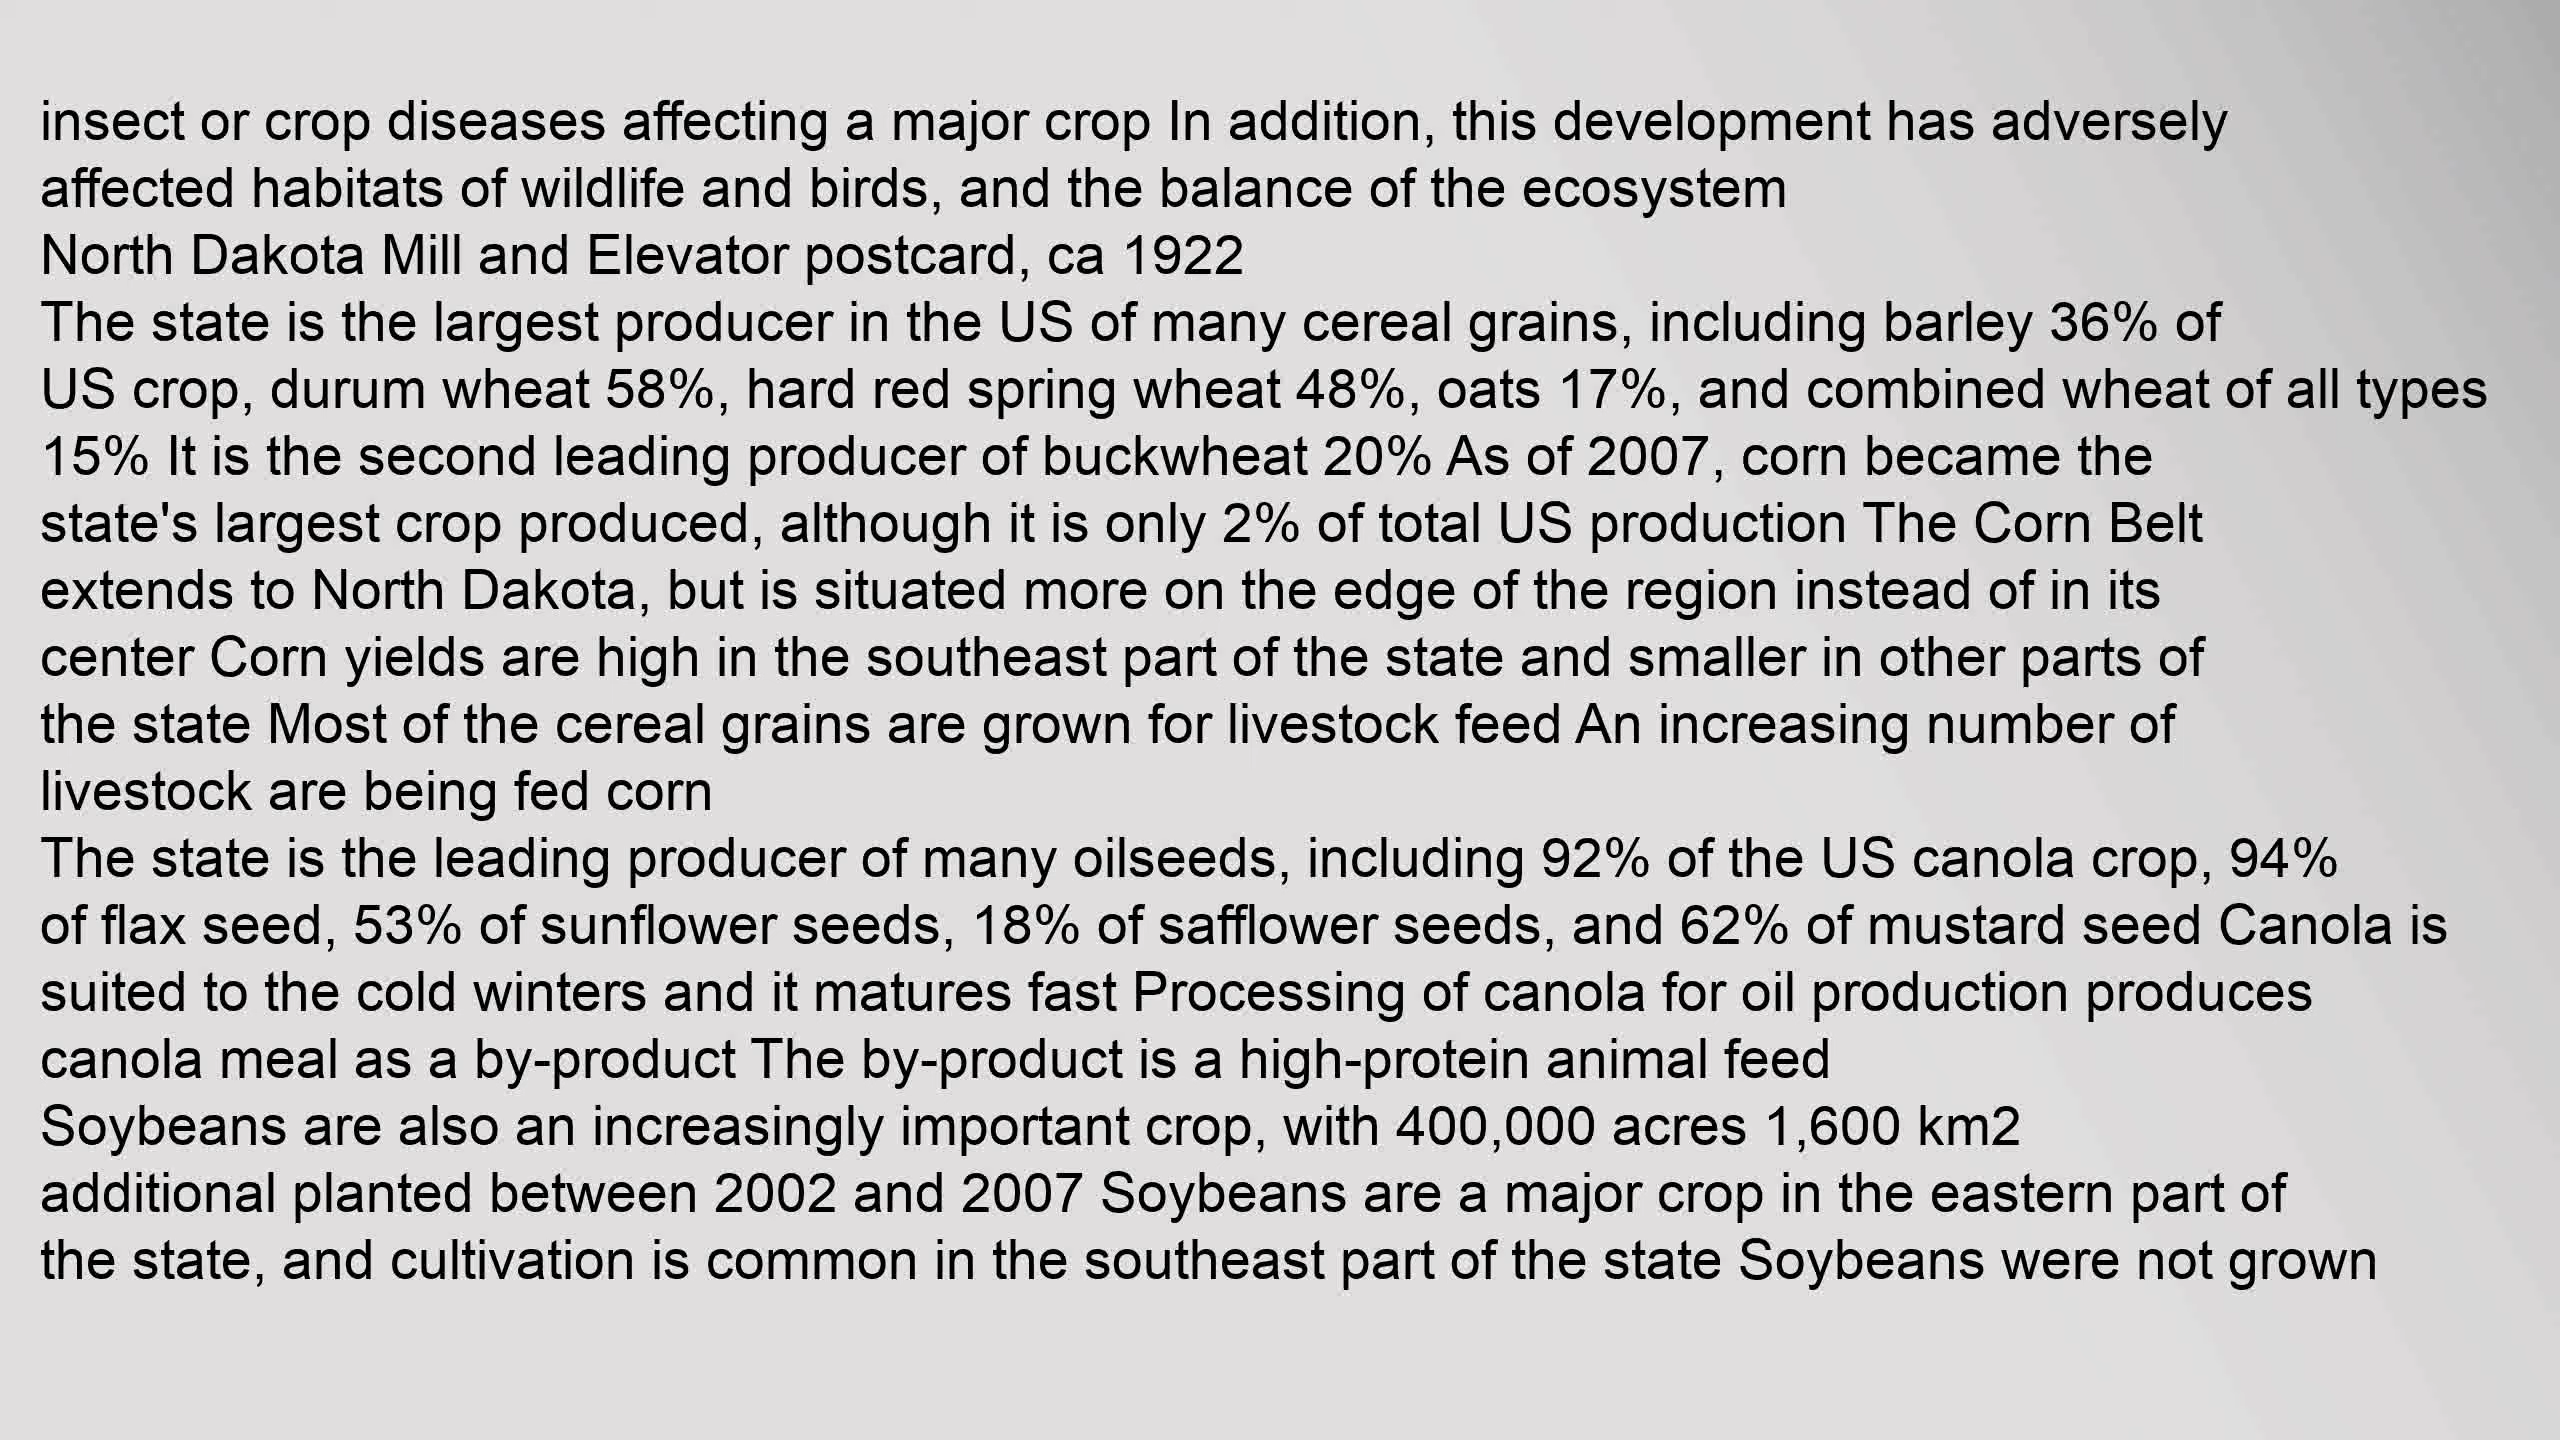 insect or crop diseases affecting a major crop In addition, this development has adversely
affected habitats of wildlife and birds, and the balance of the ecosystem
North Dakota Mill and Elevator postcard, ca 1922
The state is the largest producer in the US of many cereal grains, including barley 36% of
US crop, durum wheat 58%, hard red spring wheat 48%, oats 17%, and combined wheat of all types
15% It is the second leading producer of buckwheat 20% As of 2007, corn became the
state's largest crop produced, although it is only 2% of total US production The Corn Belt
extends to North Dakota, but is situated more on the edge of the region instead of in its
center Corn yields are high in the southeast part of the state and smaller in other parts of
the state Most of the cereal grains are grown for livestock feed An increasing number of
livestock are being fed corn
The state is the leading producer of many oilseeds, including 92% of the US canola crop, 94%
of flax seed, 53% of sunflower seeds, 18% of safflower seeds, and 62% of mustard seed Canola is
suited to the cold winters and it matures fast Processing of canola for oil production produces
canola meal as a by-product The by-product is a high-protein animal feed
Soybeans are also an increasingly important crop, with 400,000 acres 1,600 km2
additional planted between 2002 and 2007 Soybeans are a major crop in the eastern part of
the state, and cultivation is common in the southeast part of the state Soybeans were not grown